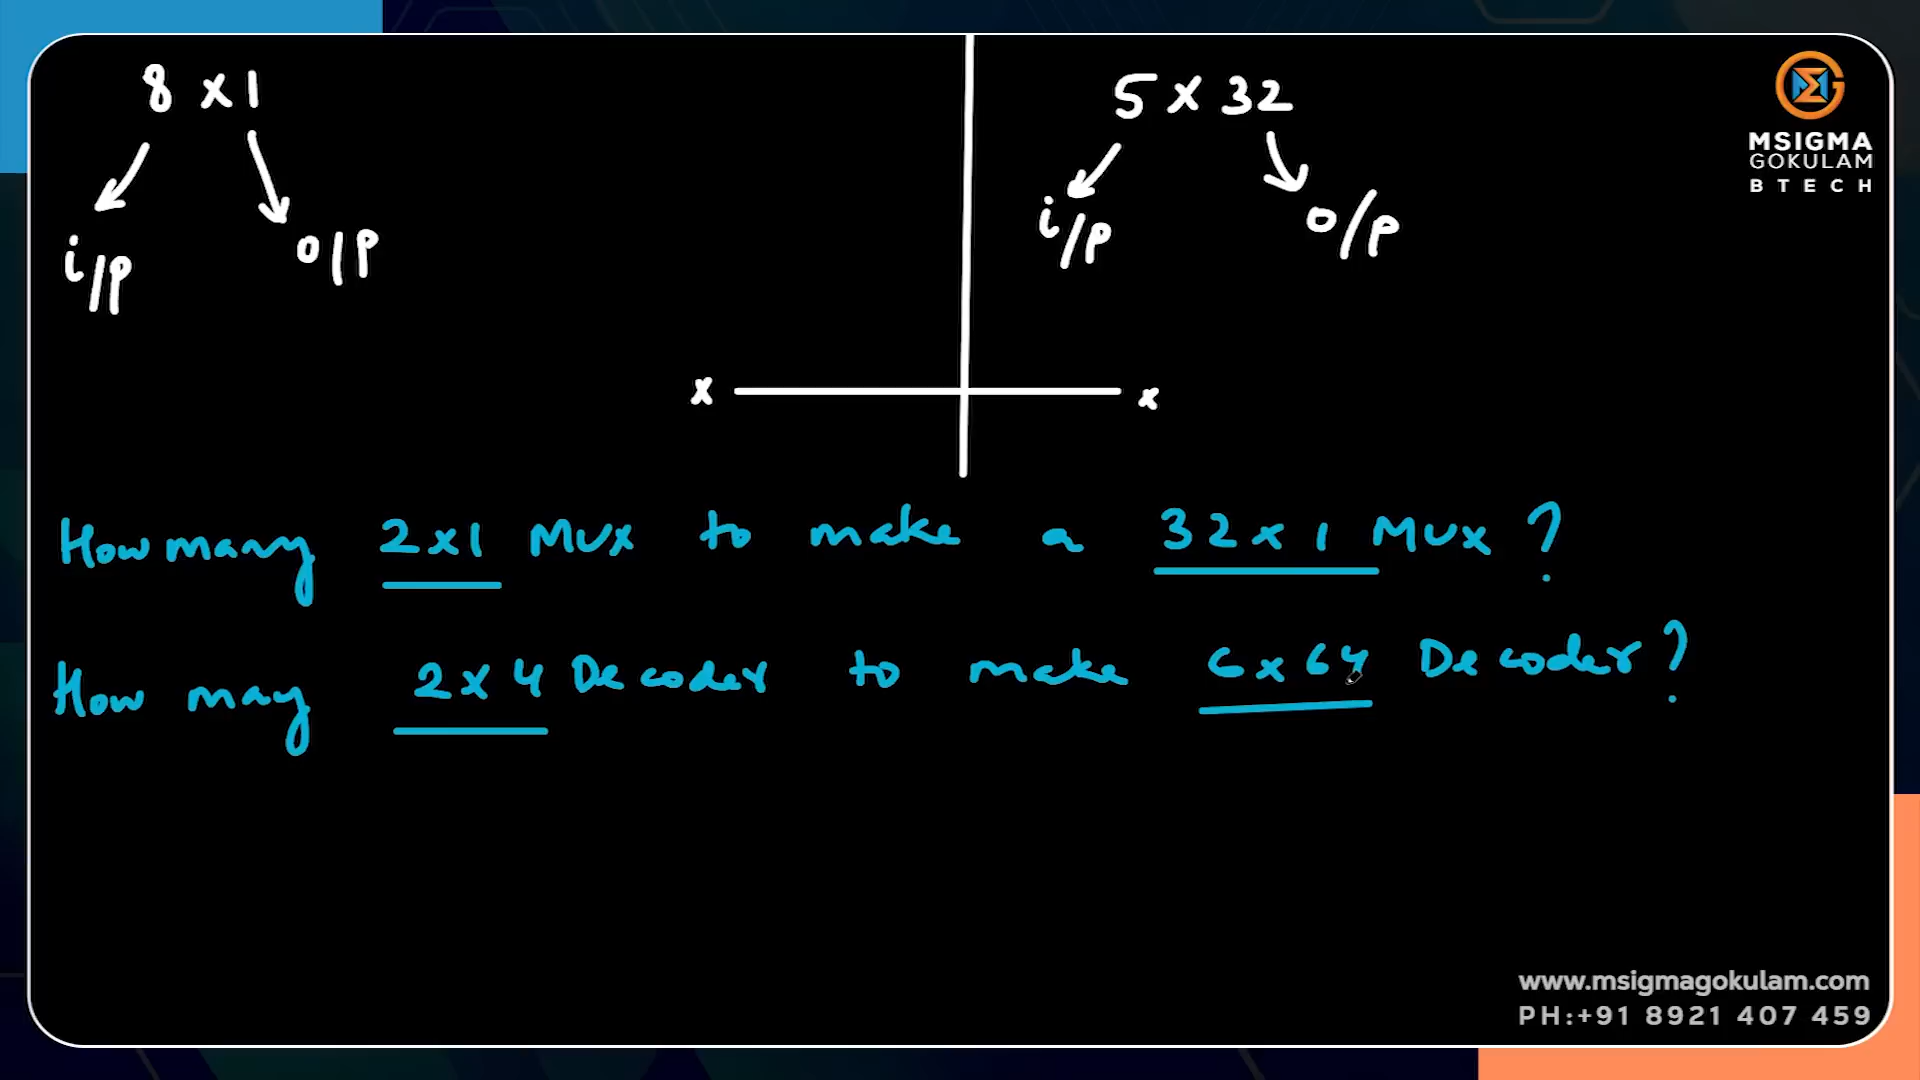 8 x 1
i/p
o/p
5 x 32
i/p
o/p
MSIGMA
GOKULAM
BTECH
x
x
How many 2x1 Mux to make a 32x1 Mux?
How may 2x4 Decoder to make 6x64 Decoder?
www.msigmagokulam.com
PH:+91 8921 407 459